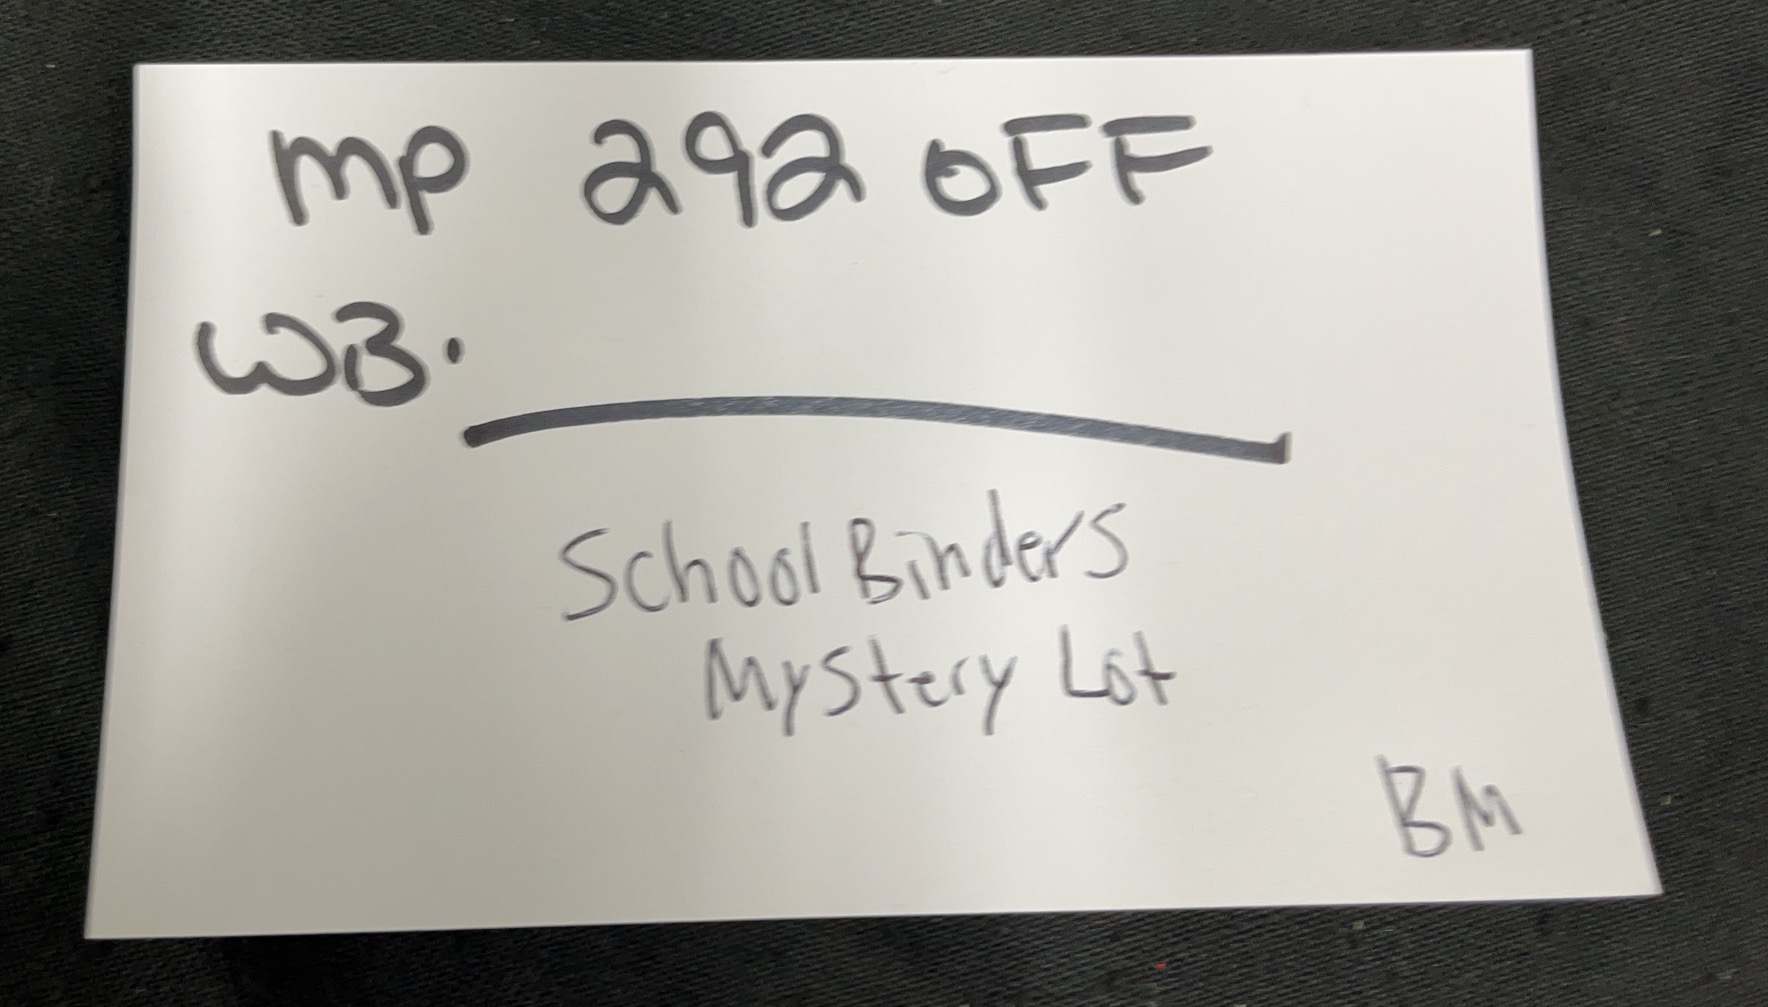 mp 292 OFF
WB.
School Binders
Mystery Lot
BM